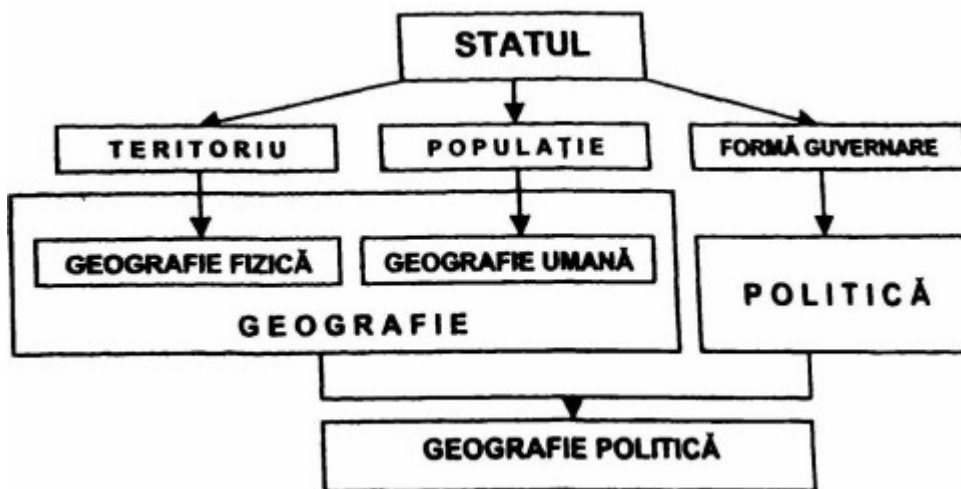 STATUL
TERITORIU
POPULAȚIE
FORMĂ GUVERNARE
GEOGRAFIE FIZICĂ
GEOGRAFIE UMANĂ
POLITICĂ
GEOGRAFIE
GEOGRAFIE POLITICĂ